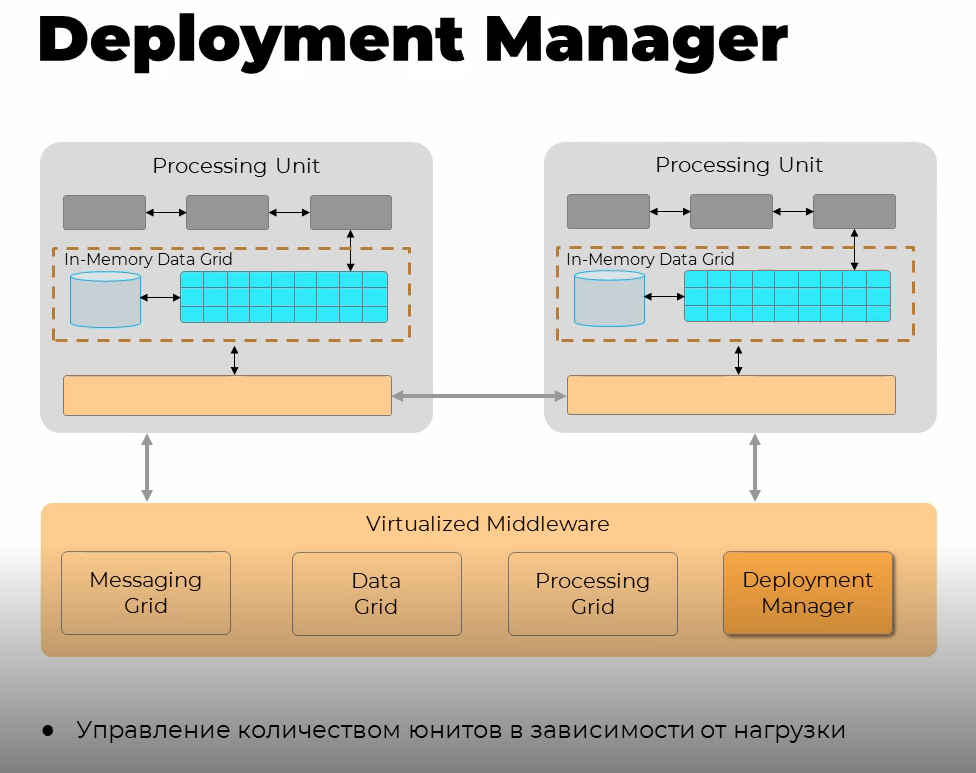 Deployment Manager
Processing Unit
Processing Unit
In-Memory Data Grid
In-Memory Data Grid
Virtualized Middleware
Messaging
Grid
Data
Grid
Processing
Grid
Deployment
Manager
● Управление количеством юнитов в зависимости от нагрузки